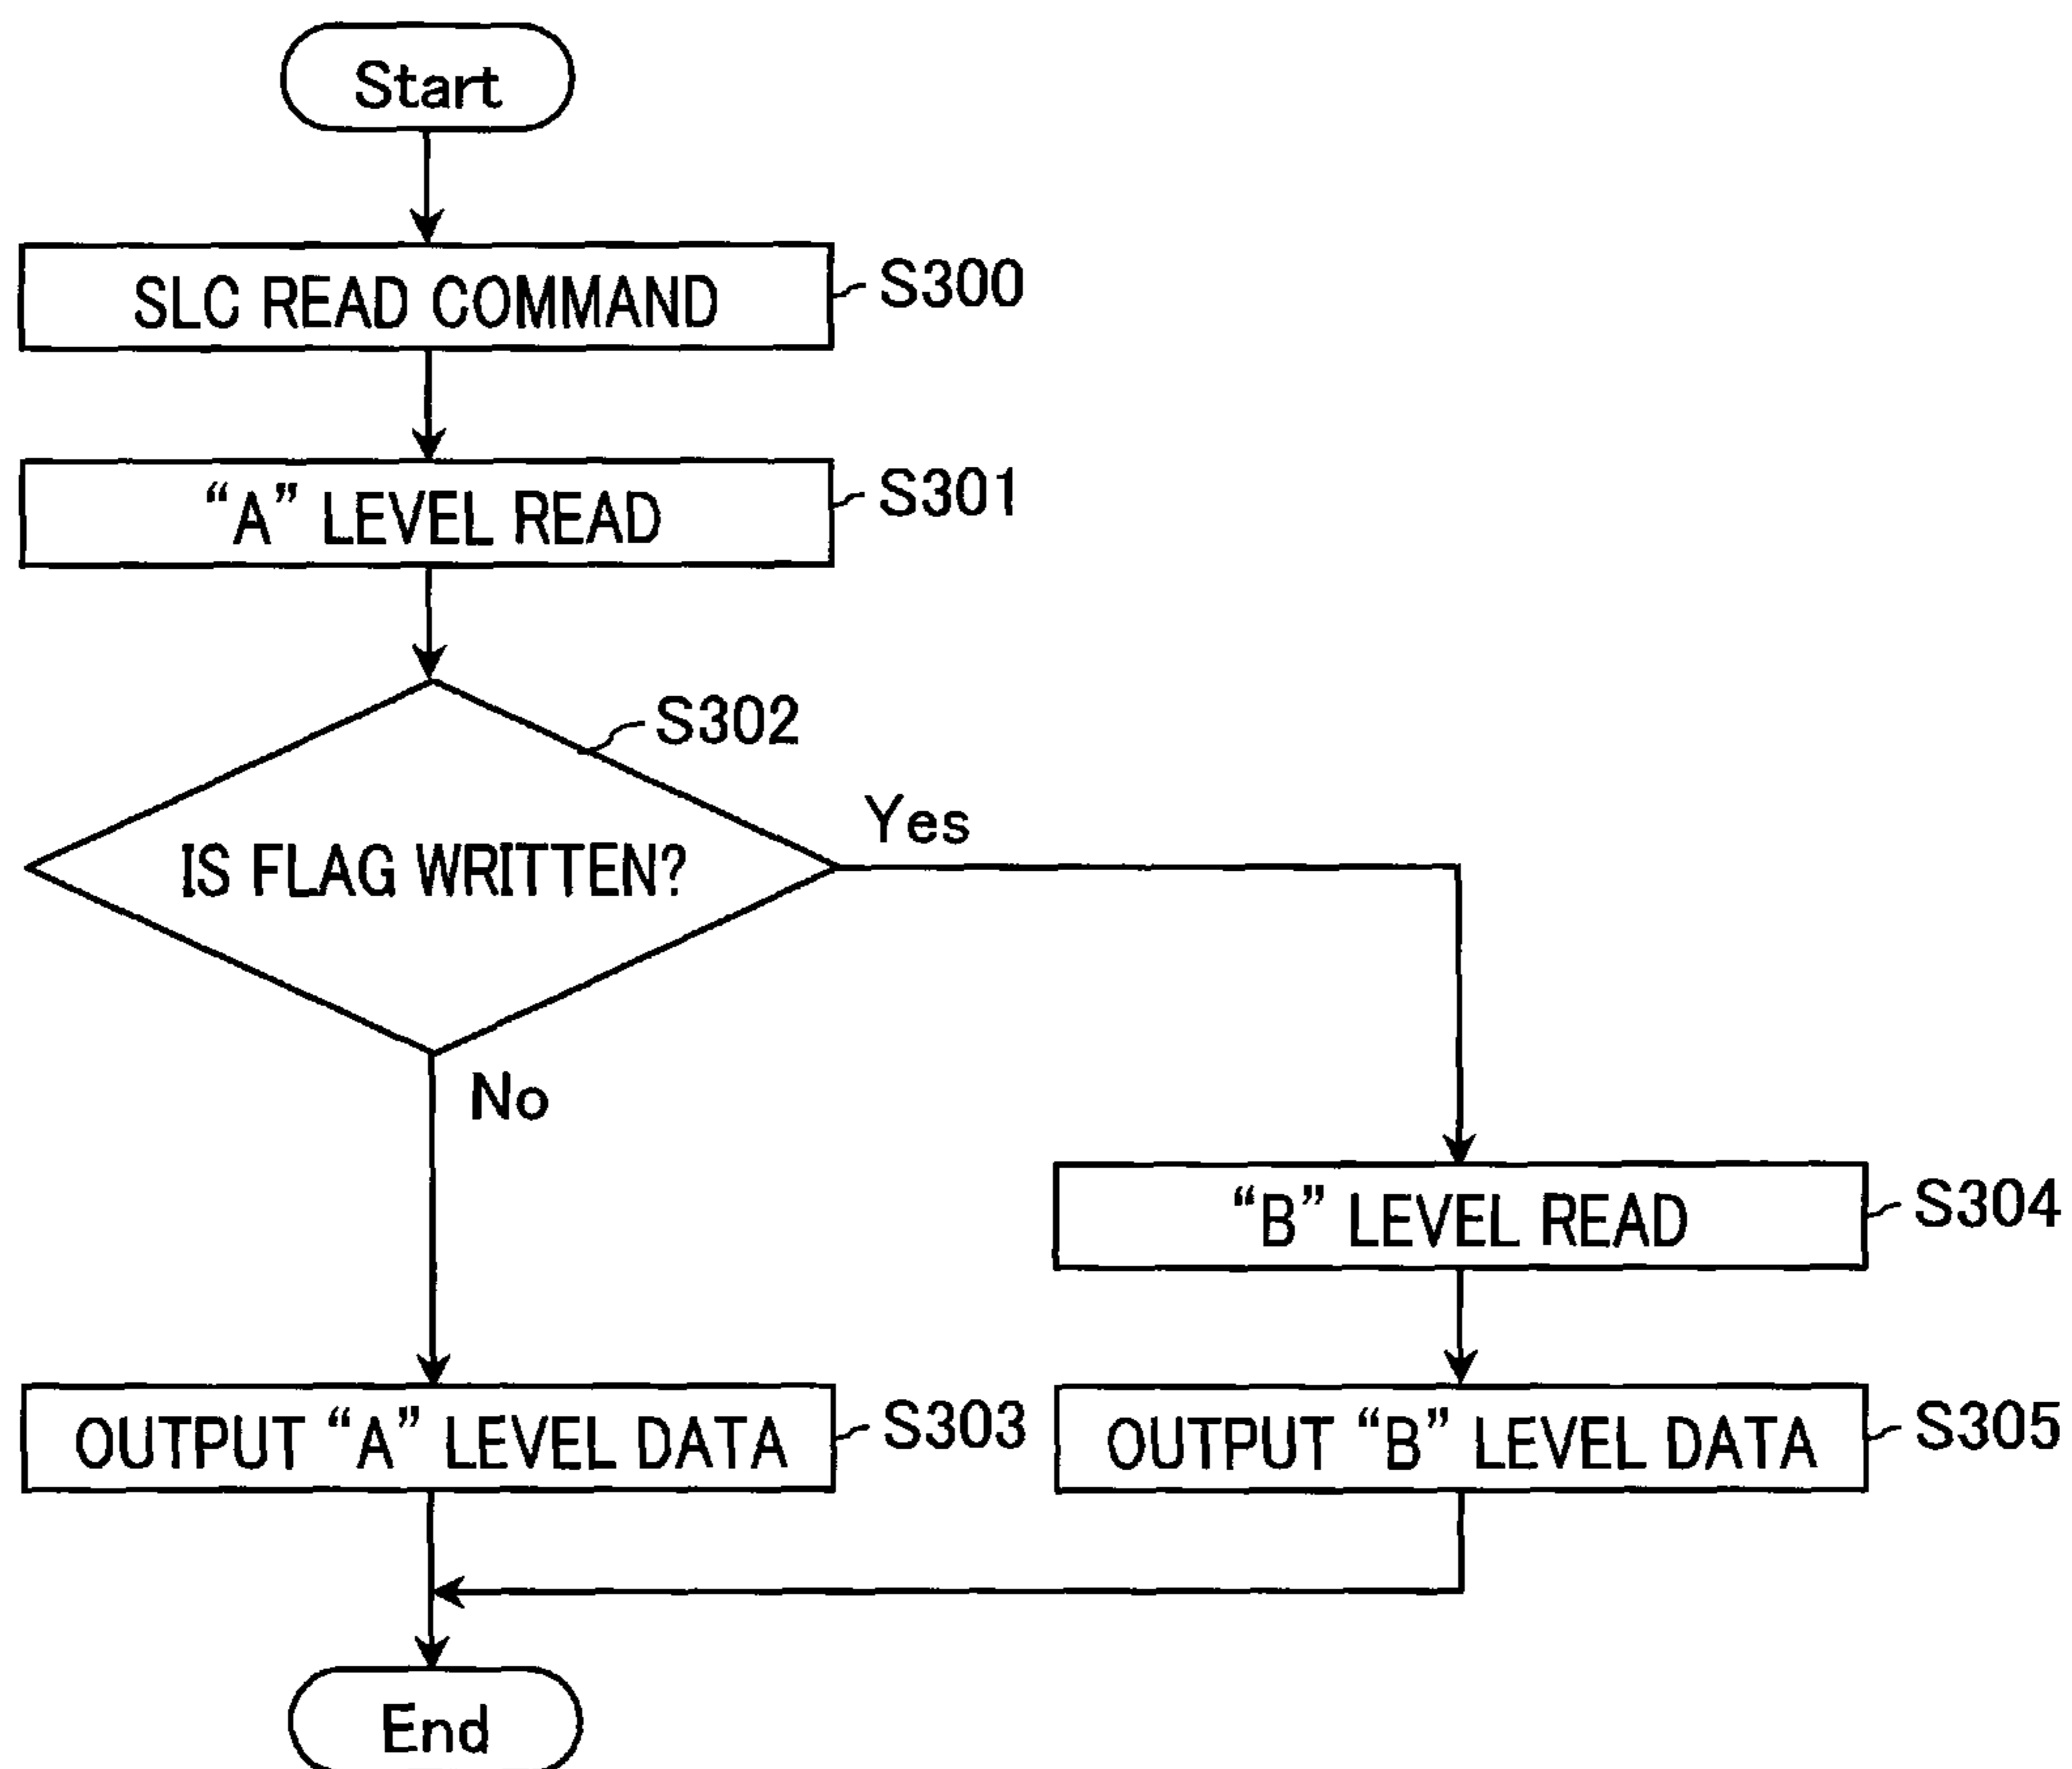 Start
SLC READ COMMAND
S300
“A” LEVEL READ
S301
S302
IS FLAG WRITTEN?
Yes
No
“B” LEVEL READ
S304
OUTPUT “A” LEVEL DATA
S303
OUTPUT “B” LEVEL DATA
S305
End